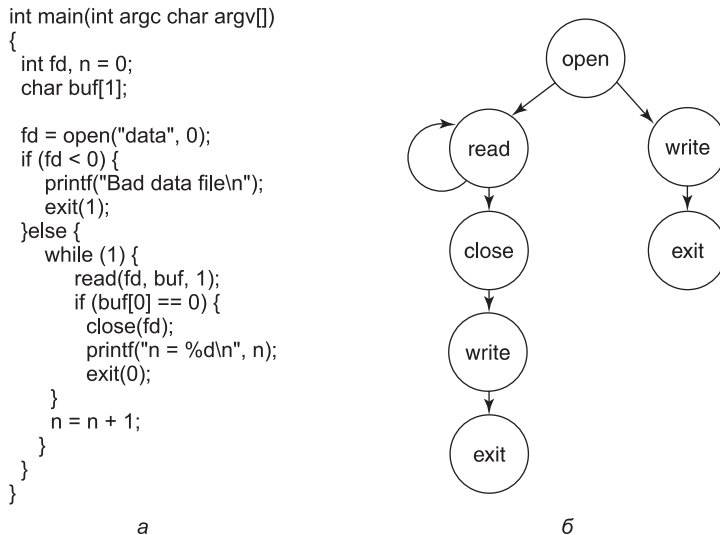 int main(int argc char argv[])
{
int fd, n = 0;
char buf[1];
fd = open("data", 0);
if (fd < 0) {
printf("Bad data file\n");
exit(1);
}else {
while (1) {
read(fd, buf, 1);
if (buf[0] == 0) {
close(fd);
printf("n = %d\n", n);
exit(0);
}
n = n + 1;
}
}
}
а
open
read
write
close
exit
write
exit
б